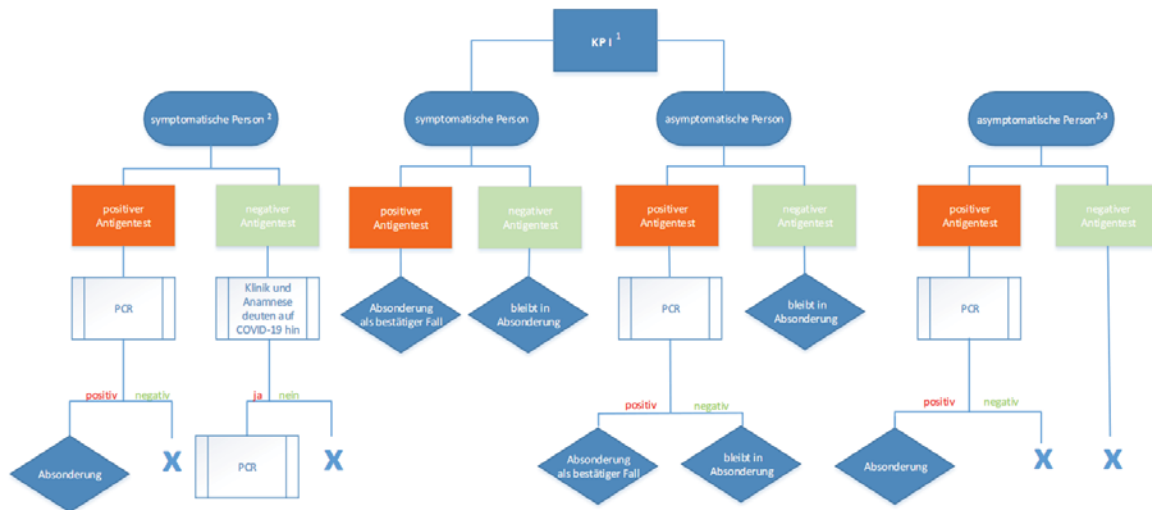 KP I ¹
symptomatische Person ²
symptomatische Person
asymptomatische Person
asymptomatische Person²⁻³
positiver
Antigentest
negativer
Antigentest
positiver
Antigentest
negativer
Antigentest
positiver
Antigentest
negativer
Antigentest
positiver
Antigentest
negativer
Antigentest
PCR
Klinik und
Anamnese
deuten auf
COVID-19 hin
Absonderung
als bestätiger Fall
bleibt in
Absonderung
PCR
bleibt in
Absonderung
PCR
positiv negativ
ja nein
positiv negativ
positiv negativ
Absonderung
X
PCR
X
Absonderung
als bestätiger Fall
bleibt in
Absonderung
Absonderung
X
X